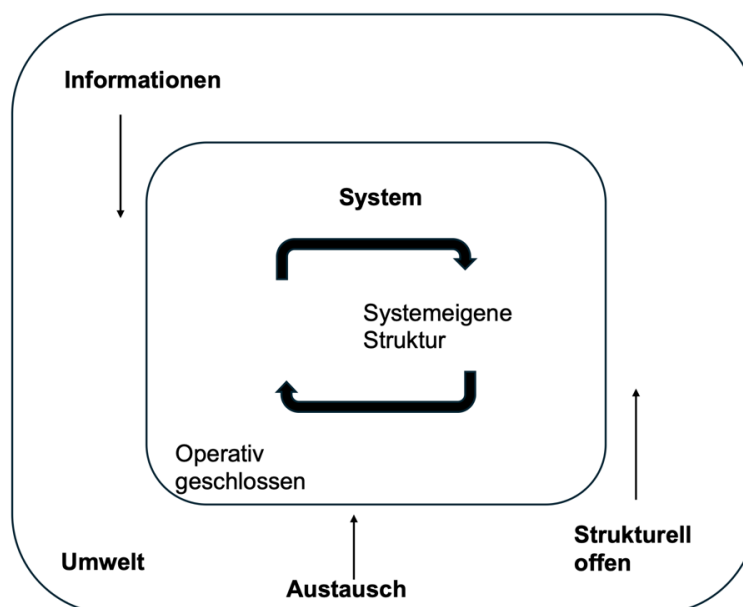 Informationen
System
Systemeigene
Struktur
Operativ
geschlossen
Strukturell
offen
Umwelt
Austausch